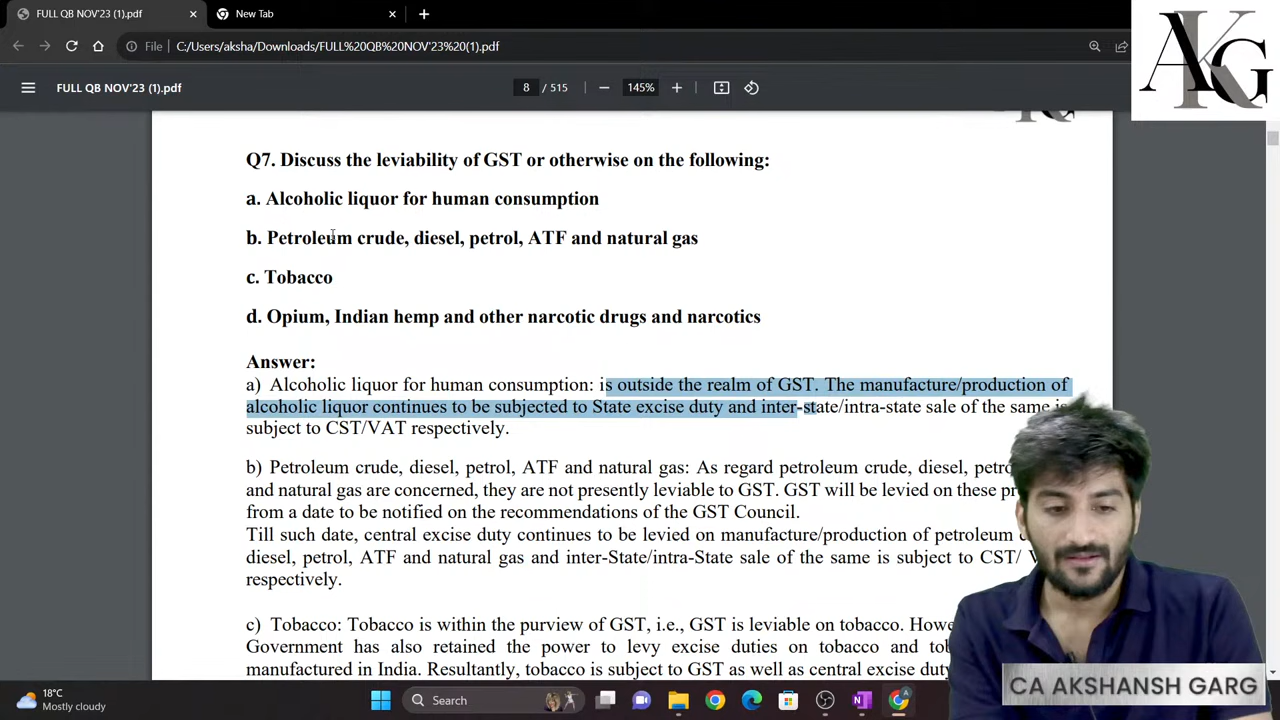 FULL QB NOV'23 (1).pdf
New Tab
File C:/Users/aksha/Downloads/FULL%20QB%20NOV'23%20(1).pdf
AKG
FULL QB NOV'23 (1).pdf
8 / 515
145%
Q7. Discuss the leviability of GST or otherwise on the following:
a. Alcoholic liquor for human consumption
b. Petroleum crude, diesel, petrol, ATF and natural gas
c. Tobacco
d. Opium, Indian hemp and other narcotic drugs and narcotics
Answer:
a) Alcoholic liquor for human consumption: is outside the realm of GST. The manufacture/production of
alcoholic liquor continues to be subjected to State excise duty and inter-state/intra-state sale of the same
subject to CST/VAT respectively.
b) Petroleum crude, diesel, petrol, ATF and natural gas: As regard petroleum crude, diesel,
and natural gas are concerned, they are not presently leviable to GST. GST will be levied on these
from a date to be notified on the recommendations of the GST Council.
Till such date, central excise duty continues to be levied on manufacture/production of petroleum
diesel, petrol, ATF and natural gas and inter-State/intra-State sale of the same is subject to CST/
respectively.
c) Tobacco: Tobacco is within the purview of GST, i.e., GST is leviable on tobacco.
Government has also retained the power to levy excise duties on tobacco and
manufactured in India. Resultantly, tobacco is subject to GST as well as central excise
CA AKSHANSH GARG
18°C
Mostly cloudy
Search